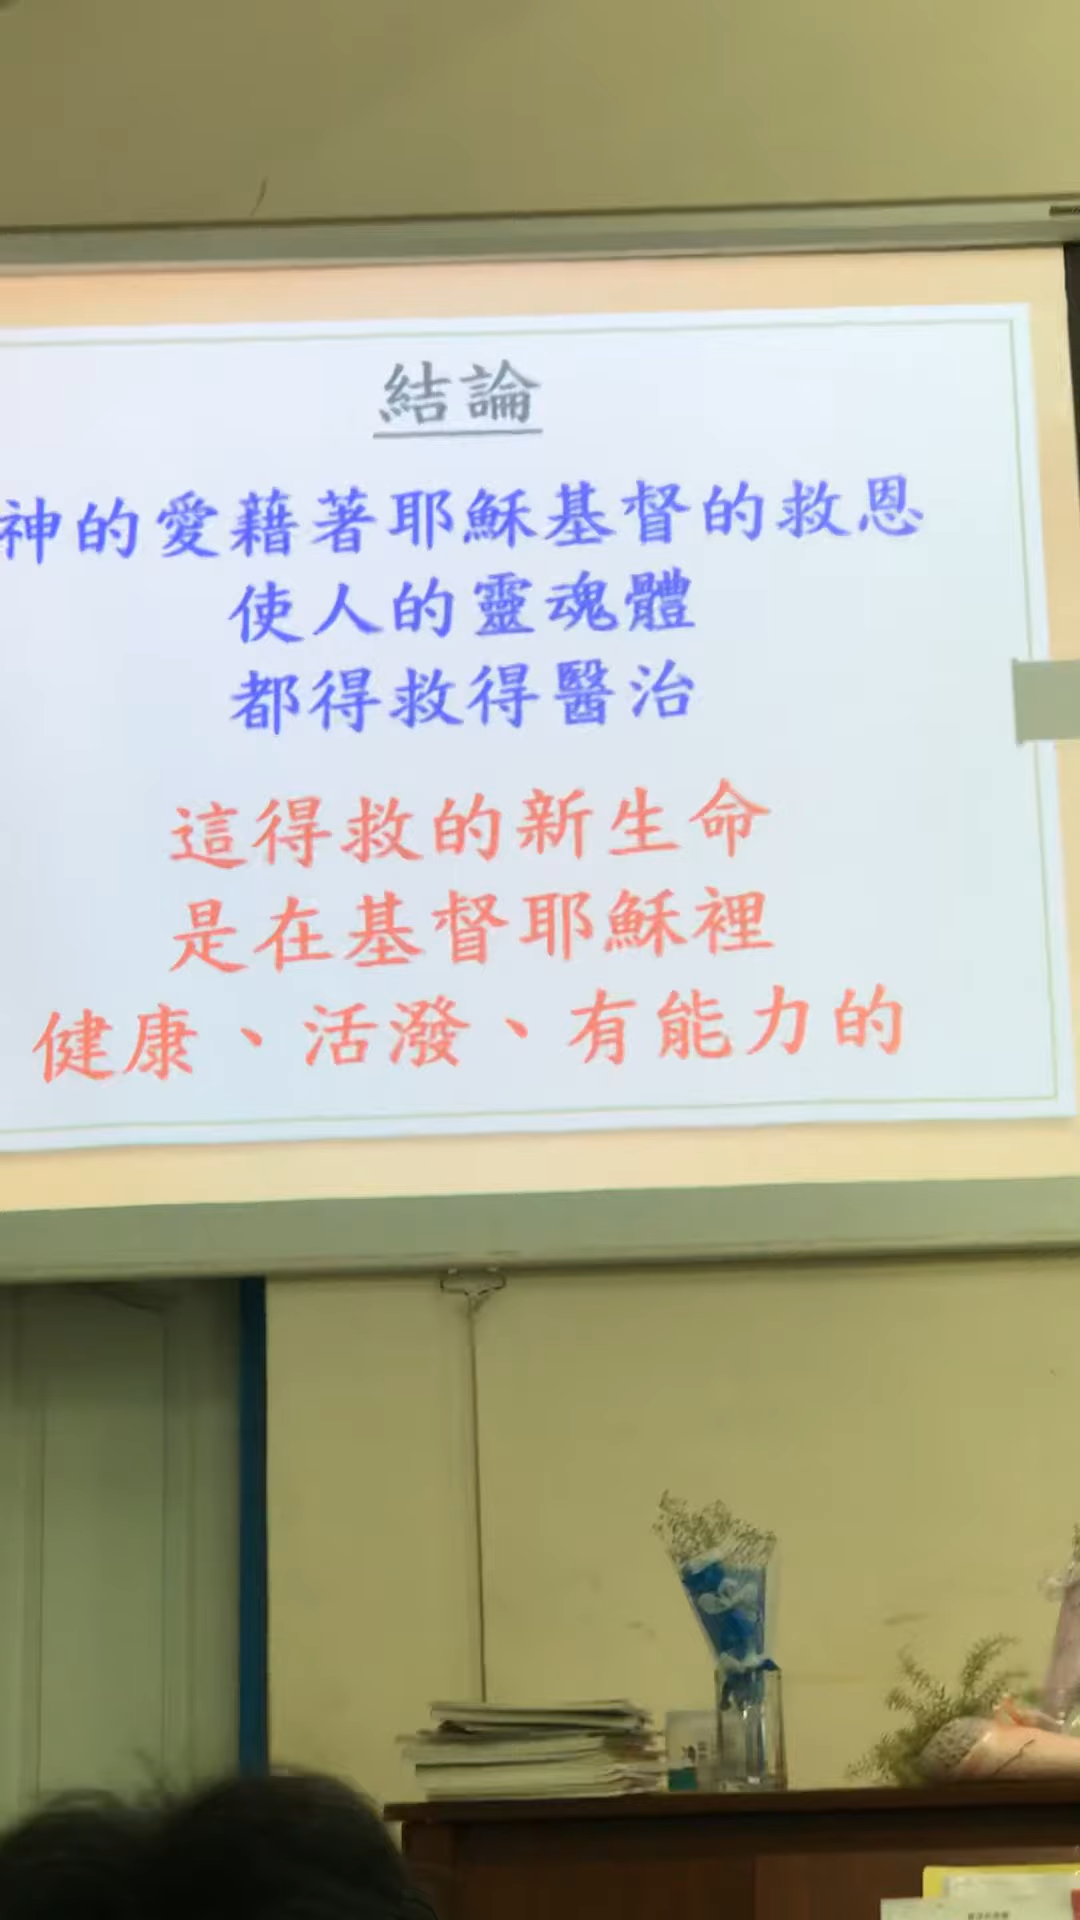 結論
神的愛藉著耶穌基督的救恩
使人的靈魂體
都得救得醫治
這得救的新生命
是在基督耶穌裡
健康、活潑、有能力的